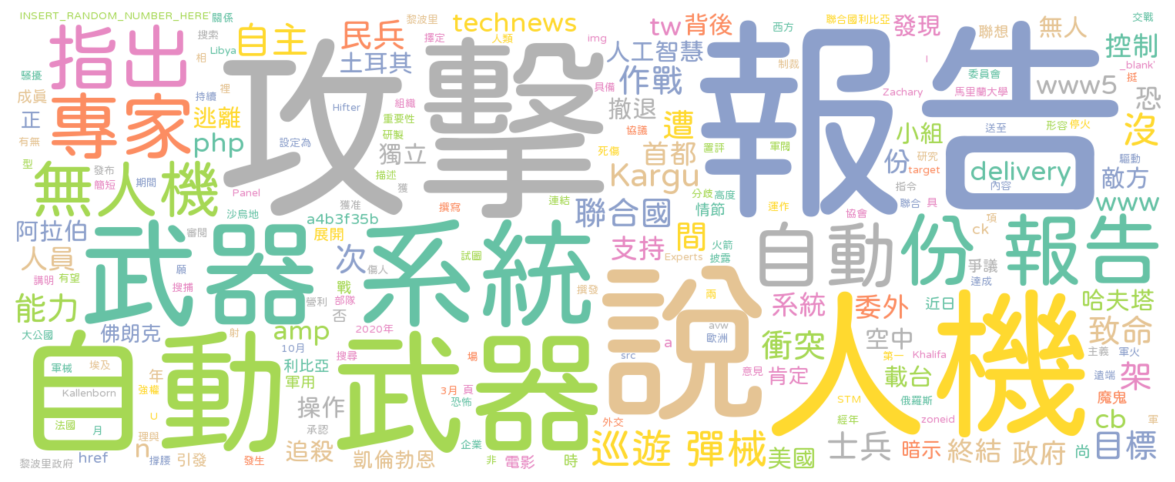 INSERT_RANDOM_NUMBER_HERE'
關係
黎波里
technews
tw
背後
聯合國利比亞
交戰
指出
搜索
自主
民兵
擇定
人類
img
西方
發現
聯想
無人
控制
Libya
土耳其
人工智慧
制裁
_blank'
騷擾
租
攻擊
報告
作戰
委員會
挺
成員
專家
持續
裡
Hifter
組織
具備
撤退
I
Zachary
馬里蘭大學
www5
恐
正
逃離
重要性
協議
遭
小組
送至
形容
停火
沒
有無
php
設定為
研製
獨立
死傷
置評
軍閥
份
研究
驅動
型
發布
描述
首都
target
delivery
敵方
無人機
簡短
期間
Panel
獲
Kargu
分歧
高度
指令
內容
獲准
撰寫
連結
聯合國
情節
運作
聯合
具
www
沙烏地
a4b3f35b
協會
項
阿拉伯
審閱
展開
間
火箭
ck
人員
武器
系統
次
試圖
支持
披露
自動
份
報告
講明
有望
願
傷人
戰
Experts
爭議
能力
搜捕
營利
部隊
撰發
說
兩
系統
委外
近日
達成
哈夫塔
大公國
佛朗克
amp
否
2020年
avw
歐洲
人機
致命
射
10月
搜尋
場
src
a
衝突
空中
自動
武器
軍械
埃及
利比亞
第一
Khalifa
主義
軍火
年
軍用
3月
頁
意見
肯定
載台
遠端
架
Kallenborn
強權
恐怖
操作
STM
俄羅斯
魔鬼
法國
月
U
承認
外交
經年
zoneid
cb
軍
理與
n
企業
巡遊
彈械
士兵
暗示
終結
政府
尚
目標
黎波里政府
href
撐腰
引發
發生
追殺
凱倫勃恩
非
電影
時
美國